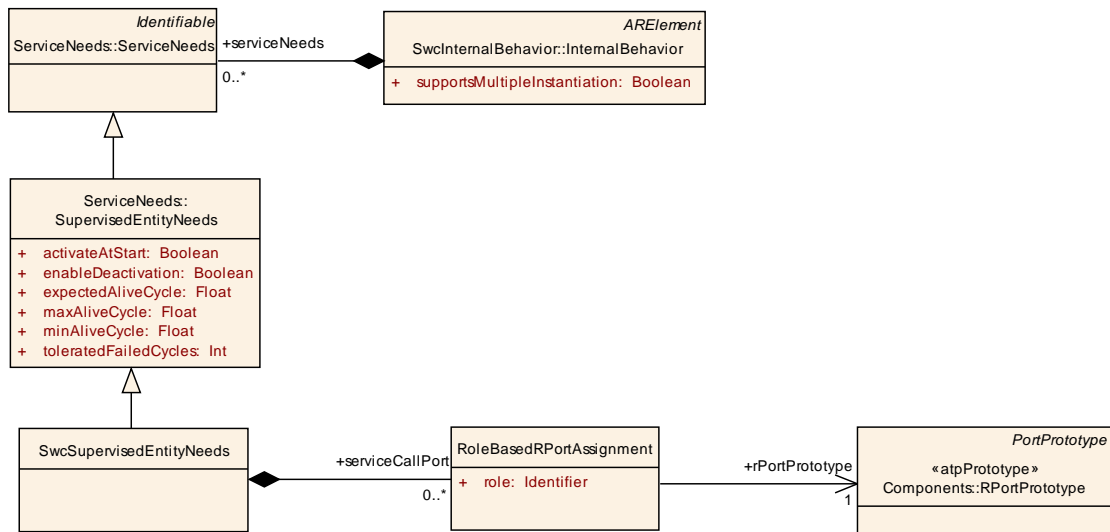 Identifiable
ServiceNeeds::ServiceNeeds
+serviceNeeds
0..*
ARElement
SwcInternalBehavior::InternalBehavior
+ supportsMultipleInstantiation: Boolean
ServiceNeeds::
SupervisedEntityNeeds
+ activateAtStart: Boolean
+ enableDeactivation: Boolean
+ expectedAliveCycle: Float
+ maxAliveCycle: Float
+ minAliveCycle: Float
+ toleratedFailedCycles: Int
SwcSupervisedEntityNeeds
+serviceCallPort
0..*
RoleBasedRPortAssignment
+ role: Identifier
+rPortPrototype
1
PortPrototype
«atpPrototype»
Components::RPortPrototype